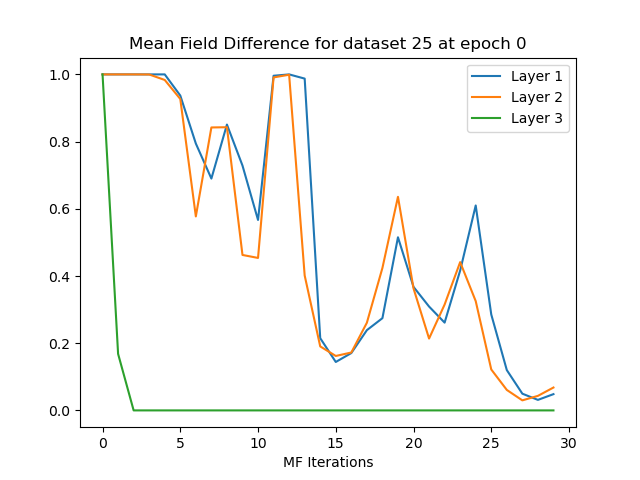 Mean Field Difference for dataset 25 at epoch 0
Layer 1
Layer 2
Layer 3
1.0
0.8
0.6
0.4
0.2
0.0
0 5 10 15 20 25 30
MF Iterations